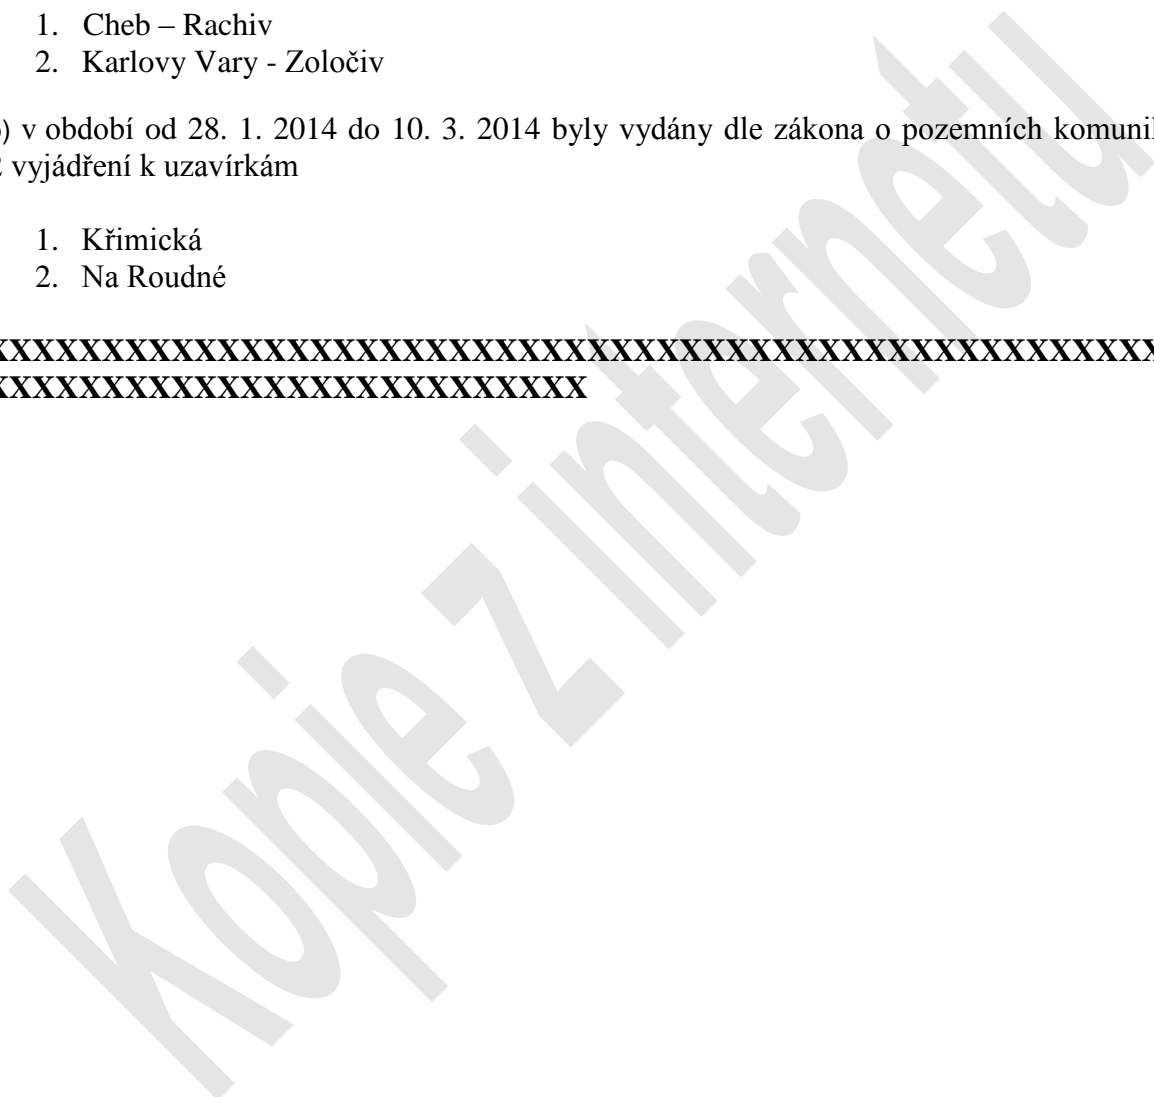 1. Cheb – Rachiv
2. Karlovy Vary - Zoločiv
) v období od 28. 1. 2014 do 10. 3. 2014 byly vydány dle zákona o pozemních
vyjádření k uzavírkám
1. Křimická
2. Na Roudné
XXXXXXXXXXXXXXXXXXXXXXXXXXXXXXXXXXXXXXXXXXXXXXXXXX
XXXXXXXXXXXXXXXXXXXXXXXXXX
Kopie z internetu